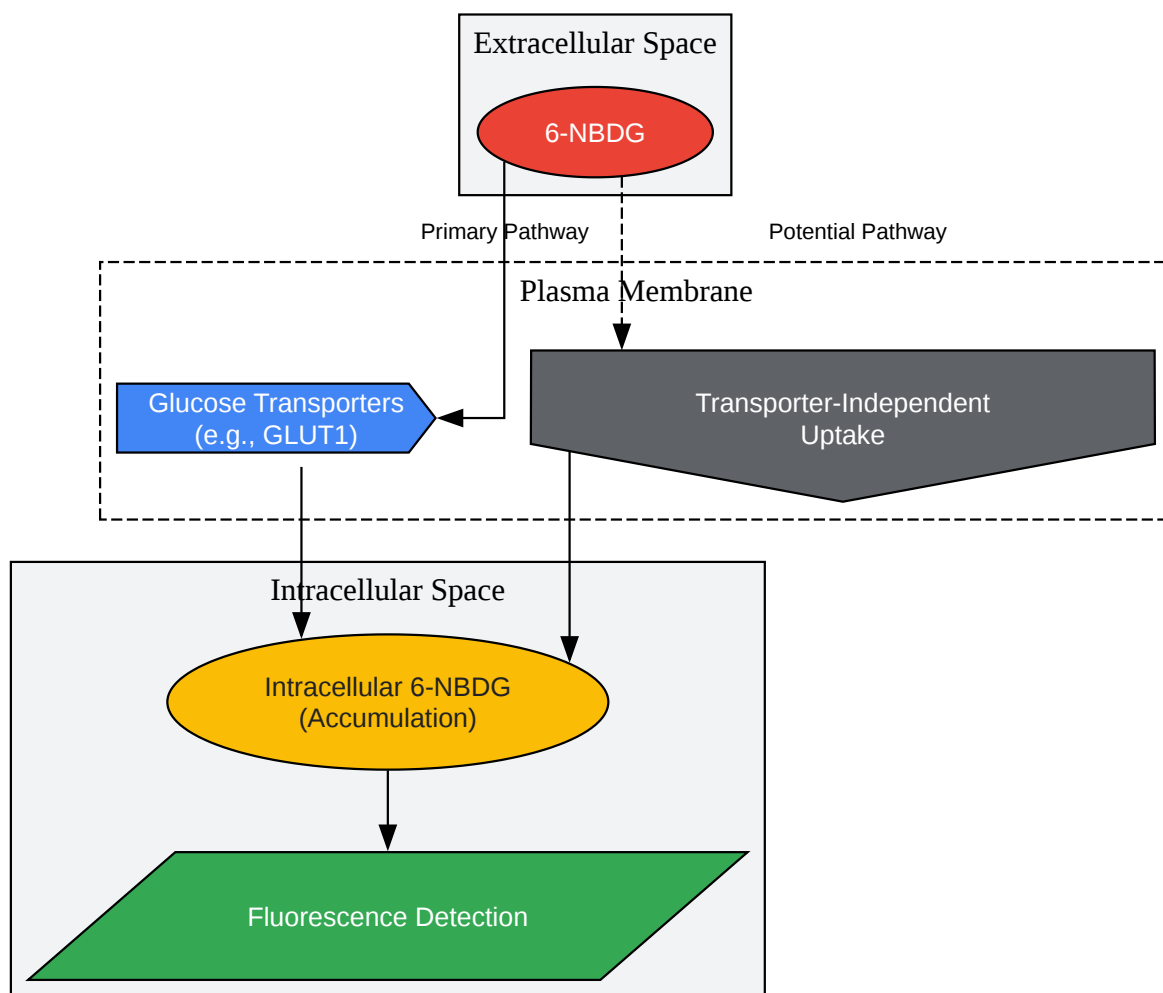 Extracellular Space
6-NBDG
Primary Pathway
Potential Pathway
Plasma Membrane
Glucose Transporters
(e.g., GLUT1)
Transporter-Independent
Uptake
Intracellular Space
Intracellular 6-NBDG
(Accumulation)
Fluorescence Detection